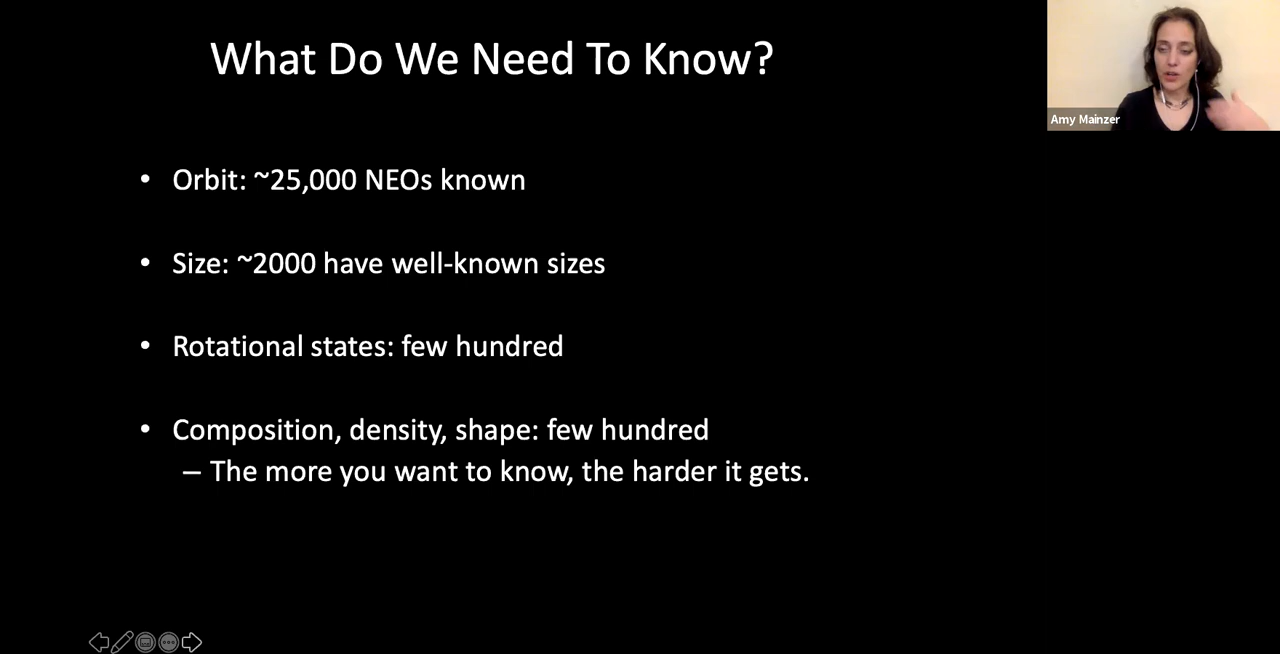 What Do We Need To Know?
Amy Mainzer
• Orbit: ~25,000 NEOs known
• Size: ~2000 have well-known sizes
• Rotational states: few hundred
• Composition, density, shape: few hundred
– The more you want to know, the harder it gets.